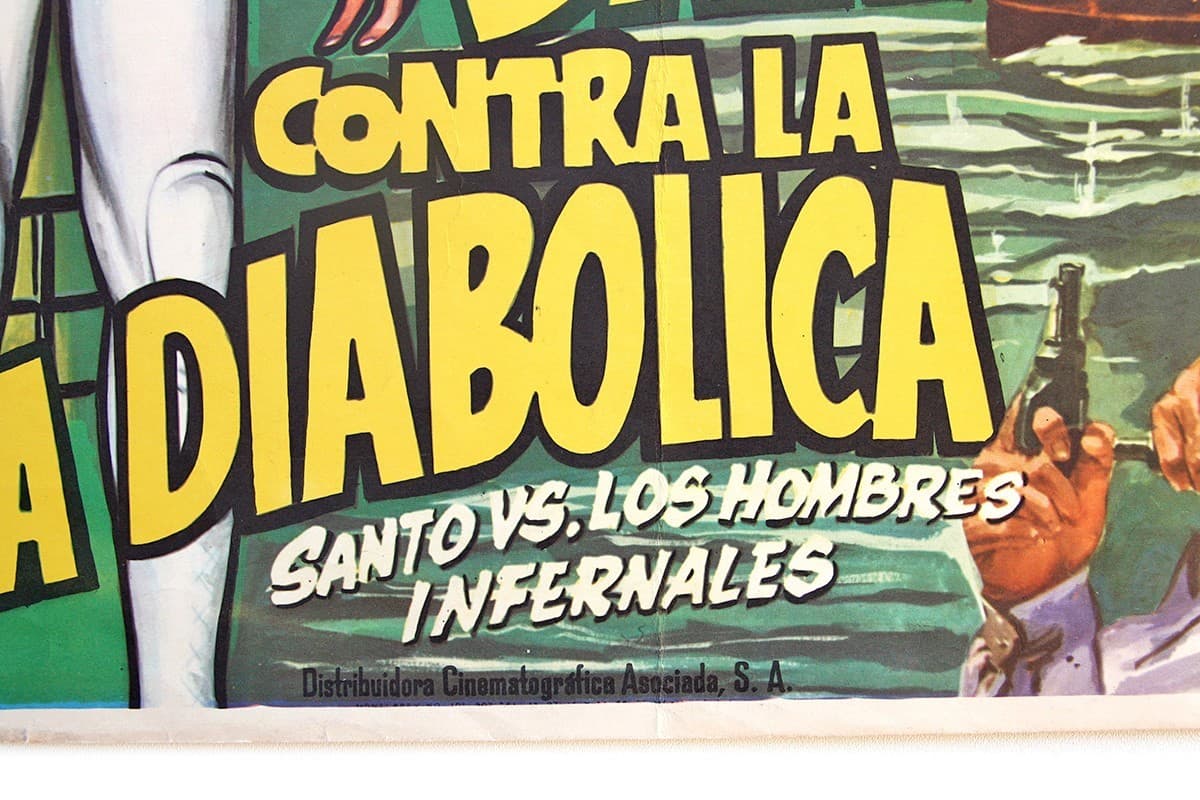 CONTRA LA
DIABOLICA
A
SANTO VS. LOS HOMBRES
INFERNALES
Distribuidora Cinematográfica Asociada, S. A.